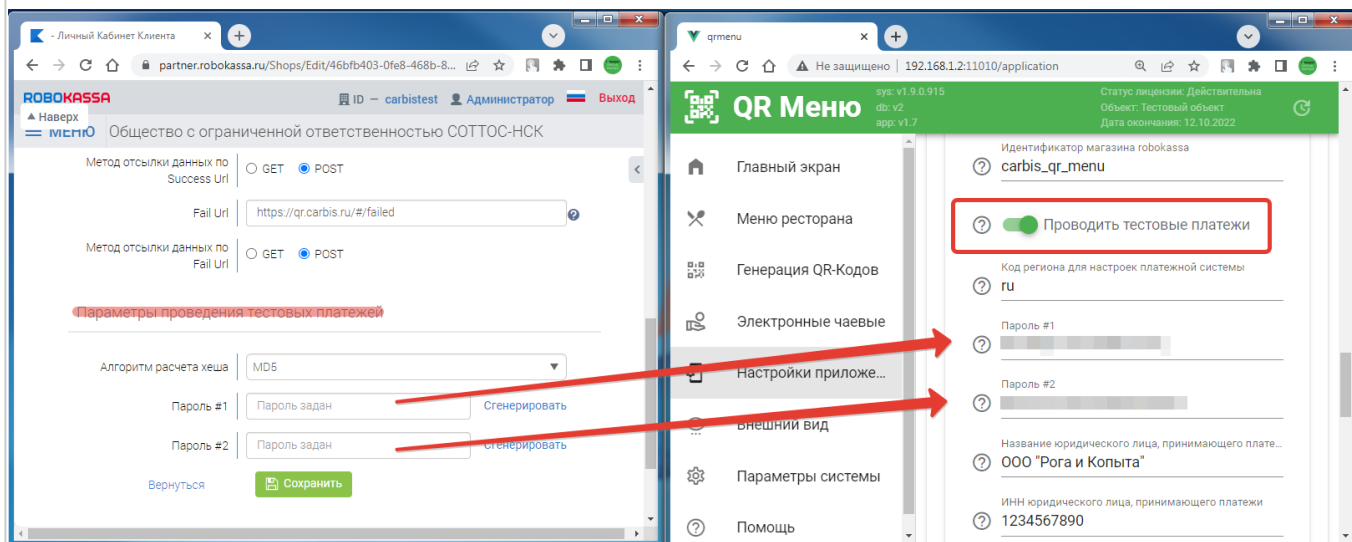 - Личный Кабинет Клиента
partner.robokassa.ru/Shops/Edit/46bfb403-0fe8-468b-8...
ROBOKASSA
ID — carbistest
Администратор
Выход
Наверх
МЕНЮ
Общество с ограниченной ответственностью СОТТОС-НСК
Метод отсылки данных по
Success Url
GET
POST
Fail Url
https://qr.carbis.ru/#/failed
Метод отсылки данных по
Fail Url
GET
POST
Параметры проведения тестовых платежей
Алгоритм расчета хеша
MD5
Пароль #1
Пароль задан
Сгенерировать
Пароль #2
Пароль задан
Сгенерировать
Вернуться
Сохранить
qrmenu
Не защищено
192.168.1.2:11010/application
QR Меню
sys: v1.9.0.915
db: v2
app: v1.7
Статус лицензии: Действительна
Объект: Тестовый объект
Дата окончания: 12.10.2022
Главный экран
Меню ресторана
Генерация QR-Кодов
Электронные чаевые
Настройки приложе...
Внешний вид
Параметры системы
Помощь
Идентификатор магазина robokassa
carbis_qr_menu
Проводить тестовые платежи
Код региона для настроек платежной системы
ru
Пароль #1
Пароль #2
Название юридического лица, принимающего плате...
ООО "Рога и Копыта"
ИНН юридического лица, принимающего платежи
1234567890